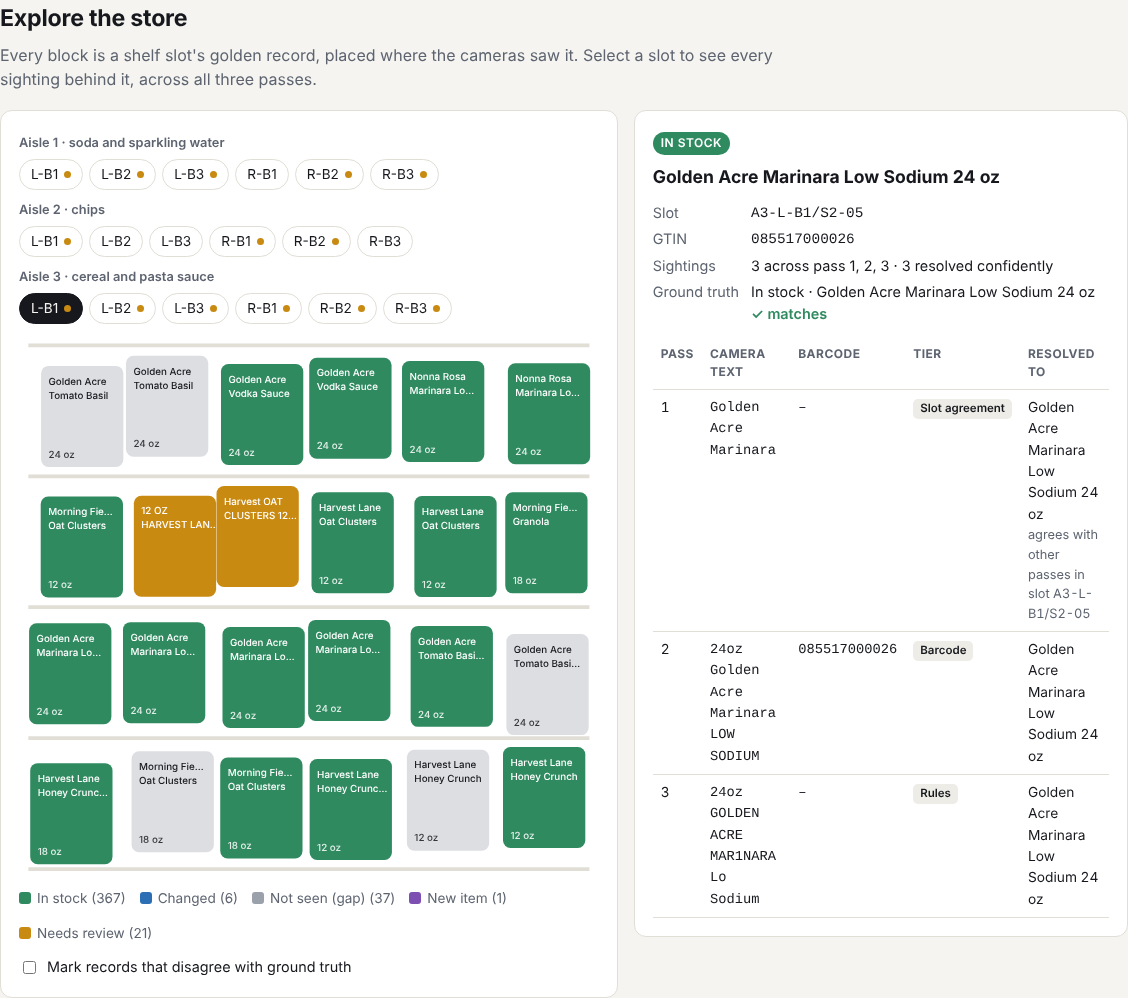 Explore the store
Every block is a shelf slot's golden record, placed where the cameras saw it. Select a slot to see every
sighting behind it, across all three passes.
Aisle 1 · soda and sparkling water
L-B1
L-B2
L-B3
R-B1
R-B2
R-B3
Aisle 2 · chips
L-B1
L-B2
L-B3
R-B1
R-B2
R-B3
Aisle 3 · cereal and pasta sauce
L-B1
L-B2
L-B3
R-B1
R-B2
R-B3
Golden Acre
Tomato Basil
24 oz
Golden Acre
Tomato Basil
24 oz
Golden Acre
Vodka Sauce
24 oz
Golden Acre
Vodka Sauce
24 oz
Nonna Rosa
Marinara Lo...
24 oz
Nonna Rosa
Marinara Lo...
24 oz
Morning Fie...
Oat Clusters
12 oz
12 OZ
HARVEST LAN...
Harvest OAT
CLUSTERS 12...
Harvest Lane
Oat Clusters
12 oz
Harvest Lane
Oat Clusters
12 oz
Morning Fie...
Granola
18 oz
Golden Acre
Marinara Lo...
24 oz
Golden Acre
Marinara Lo...
24 oz
Golden Acre
Marinara Lo...
24 oz
Golden Acre
Marinara Lo...
24 oz
Golden Acre
Tomato Basi...
24 oz
Golden Acre
Tomato Basi...
24 oz
Harvest Lane
Honey Crunc...
18 oz
Morning Fie...
Oat Clusters
18 oz
Morning Fie...
Oat Clusters
18 oz
Harvest Lane
Honey Crunc...
12 oz
Harvest Lane
Honey Crunch
12 oz
Harvest Lane
Honey Crunch
12 oz
In stock (367)
Changed (6)
Not seen (gap) (37)
New item (1)
Needs review (21)
Mark records that disagree with ground truth
IN STOCK
Golden Acre Marinara Low Sodium 24 oz
Slot A3-L-B1/S2-05
GTIN 085517000026
Sightings 3 across pass 1, 2, 3 · 3 resolved confidently
Ground truth In stock · Golden Acre Marinara Low Sodium 24 oz
✓ matches
PASS
CAMERA
TEXT
BARCODE
TIER
RESOLVED
TO
1
Golden
Acre
Marinara
–
Slot agreement
Golden
Acre
Marinara
Low
Sodium 24
oz
agrees with
other
passes in
slot A3-L-
B1/S2-05
2
24oz
Golden
Acre
Marinara
LOW
SODIUM
085517000026
Barcode
Golden
Acre
Marinara
Low
Sodium 24
oz
3
24oz
GOLDEN
ACRE
MAR1NARA
Lo
Sodium
–
Rules
Golden
Acre
Marinara
Low
Sodium 24
oz